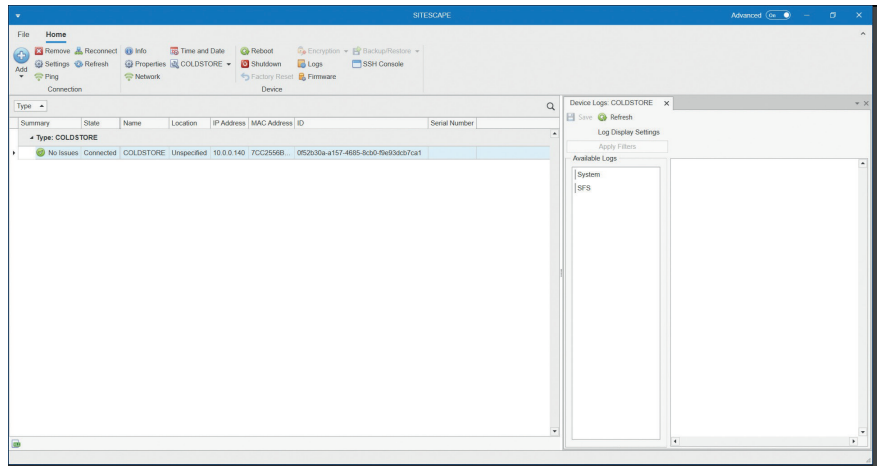 SITESCAPE
Advanced On
File Home
Add
Remove Reconnect
Settings Refresh
Ping
Connection
Info Time and Date
Properties COLDSTORE
Network
Reboot Encryption Backup/Restore
Shutdown Logs SSH Console
Factory Reset Firmware
Device
Type
Summary State Name Location IP Address MAC Address ID Serial Number
Type: COLDSTORE
No Issues Connected COLDSTORE Unspecified 10.0.0.140 7CC2556B... 0f52b30a-a157-4685-8cb0-f9e93dcb7ca1
Device Logs: COLDSTORE
Save Refresh
Log Display Settings
Apply Filters
Available Logs
System
SFS